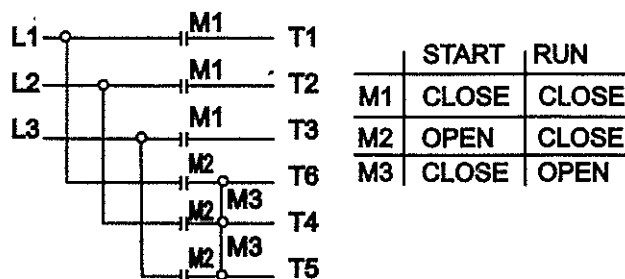 L1 M1 T1
L2 M1 T2
L3 M1 T3
M2 T6
M3
M2 T4
M3
M2 T5
START RUN
M1 CLOSE CLOSE
M2 OPEN CLOSE
M3 CLOSE OPEN